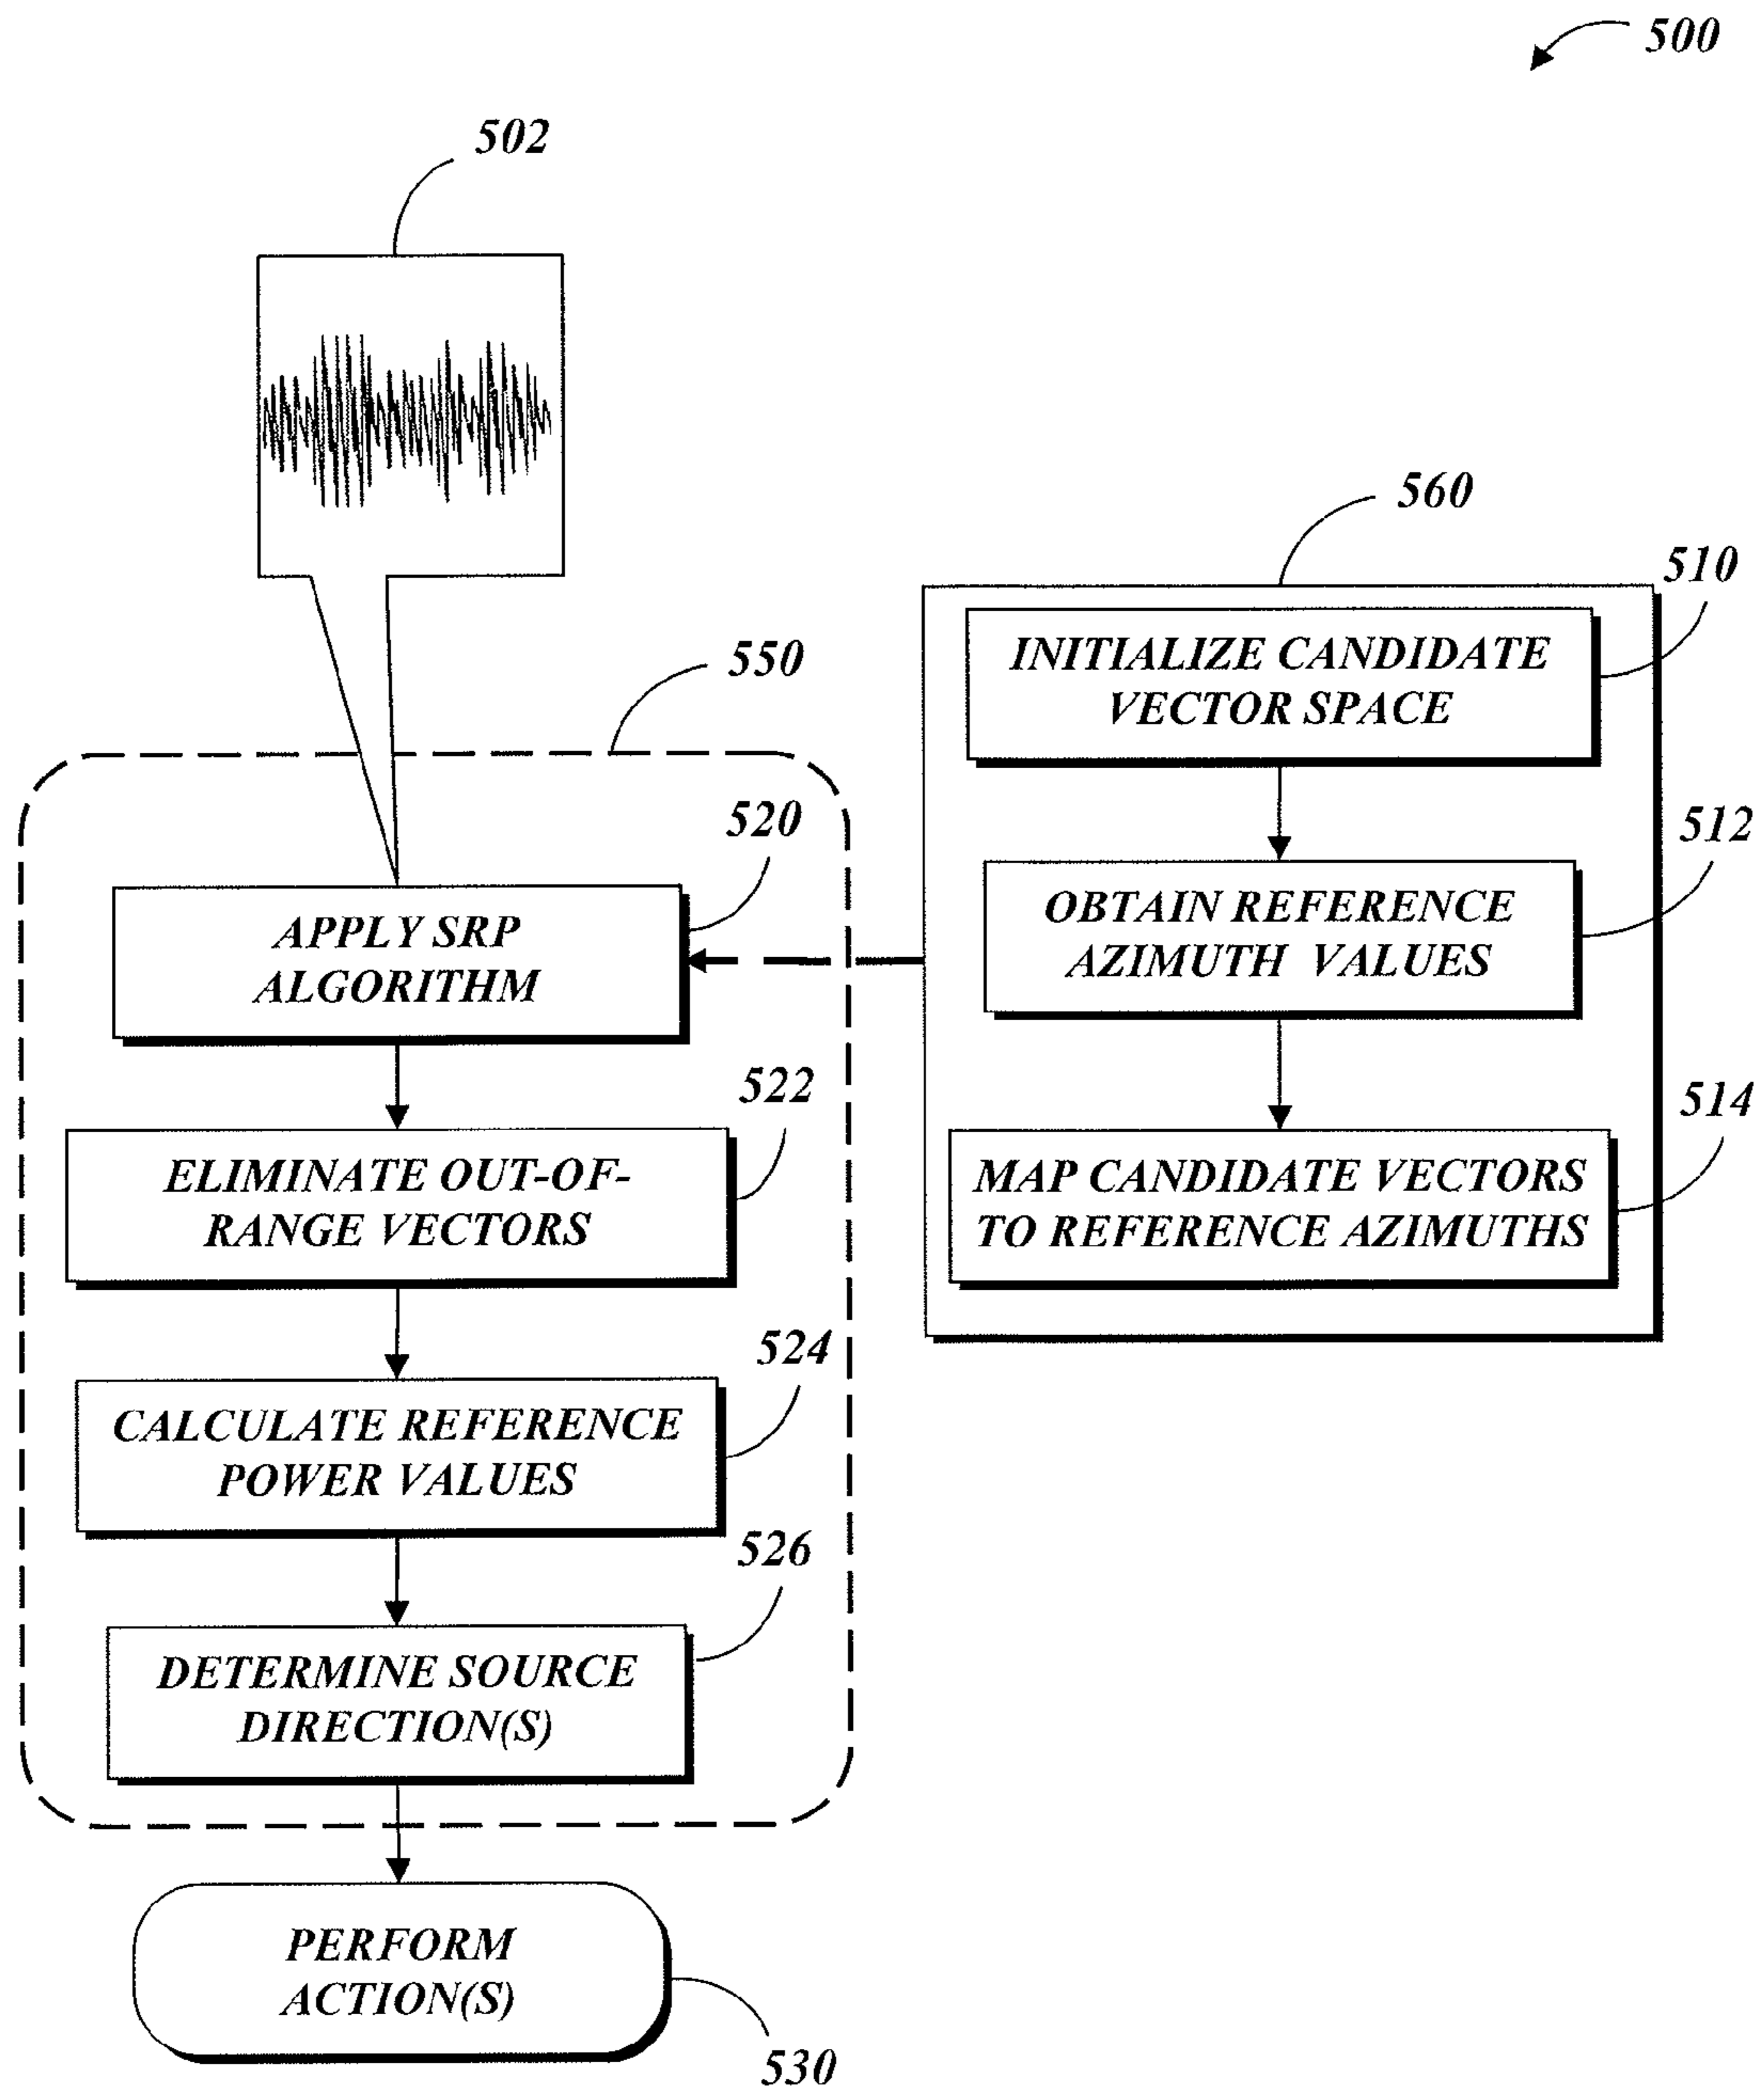 500
502
560
510
INITIALIZE CANDIDATE
VECTOR SPACE
550
520
512
OBTAIN REFERENCE
AZIMUTH VALUES
APPLY SRP
ALGORITHM
522
514
ELIMINATE OUT-OF-
RANGE VECTORS
MAP CANDIDATE VECTORS
TO REFERENCE AZIMUTHS
524
CALCULATE REFERENCE
POWER VALUES
526
DETERMINE SOURCE
DIRECTION(S)
PERFORM
ACTION(S)
530